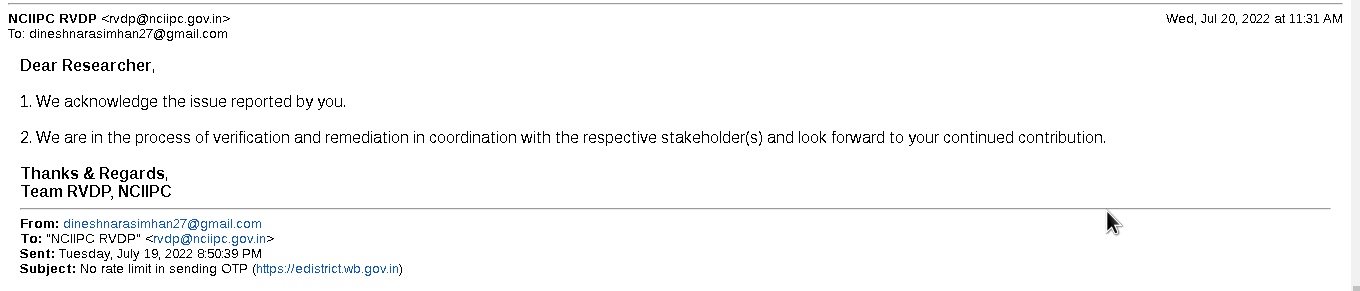 NCIIPC RVDP <rvdp@nciipc.gov.in> Wed, Jul 20, 2022 at 11:31 AM
To: dineshnarasimhan27@gmail.com
Dear Researcher,
1. We acknowledge the issue reported by you.
2. We are in the process of verification and remediation in coordination with the respective stakeholder(s) and look forward to your continued contribution.
Thanks & Regards,
Team RVDP, NCIIPC
From: dineshnarasimhan27@gmail.com
To: "NCIIPC RVDP" <rvdp@nciipc.gov.in>
Sent: Tuesday, July 19, 2022 8:50:39 PM
Subject: No rate limit in sending OTP (https://edistrict.wb.gov.in)